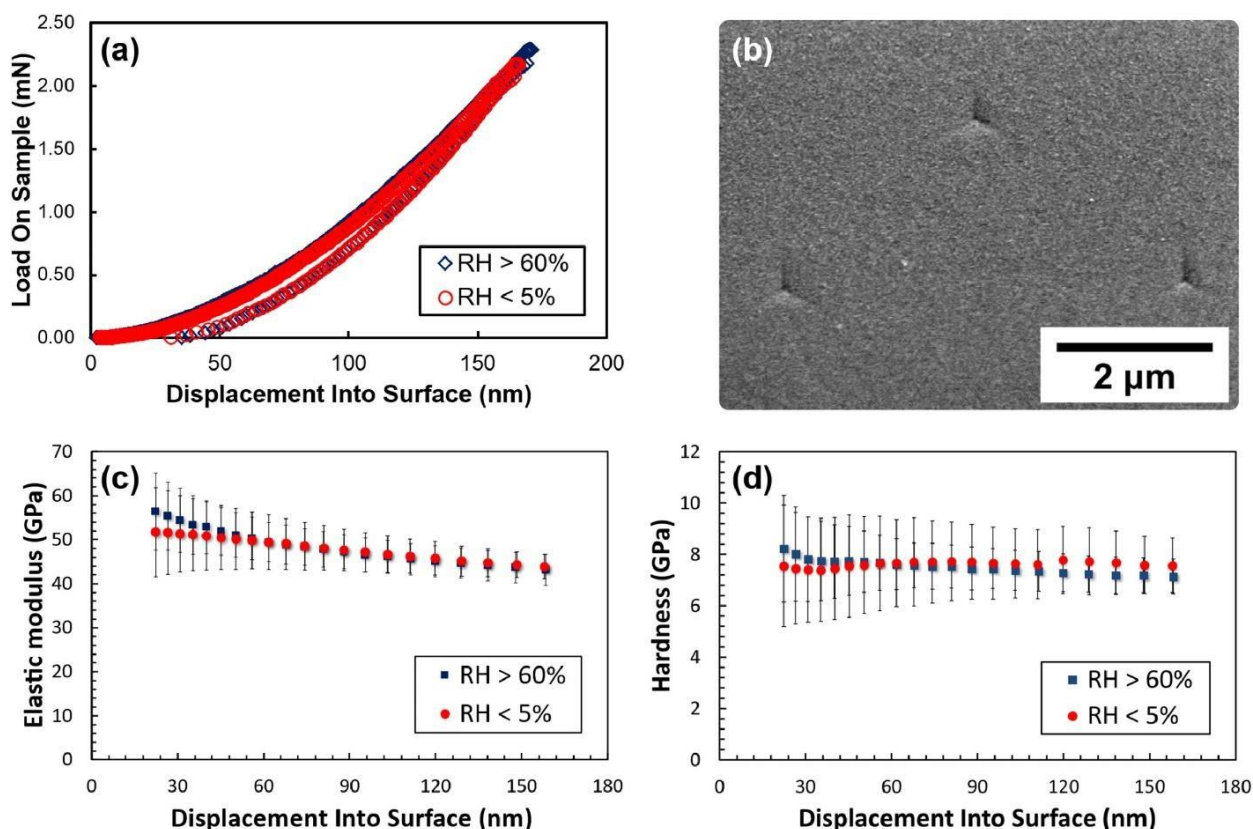 (a)
Load On Sample (mN)
2.50
2.00
1.50
1.00
0.50
0.00
0
50
100
150
200
RH > 60%
RH < 5%
Displacement Into Surface (nm)
(b)
2 µm
(c)
Elastic modulus (GPa)
70
60
50
40
30
20
10
0
0
30
60
90
120
150
180
RH > 60%
RH < 5%
Displacement Into Surface (nm)
(d)
Hardness (GPa)
12
10
8
6
4
2
0
0
30
60
90
120
150
180
RH > 60%
RH < 5%
Displacement Into Surface (nm)